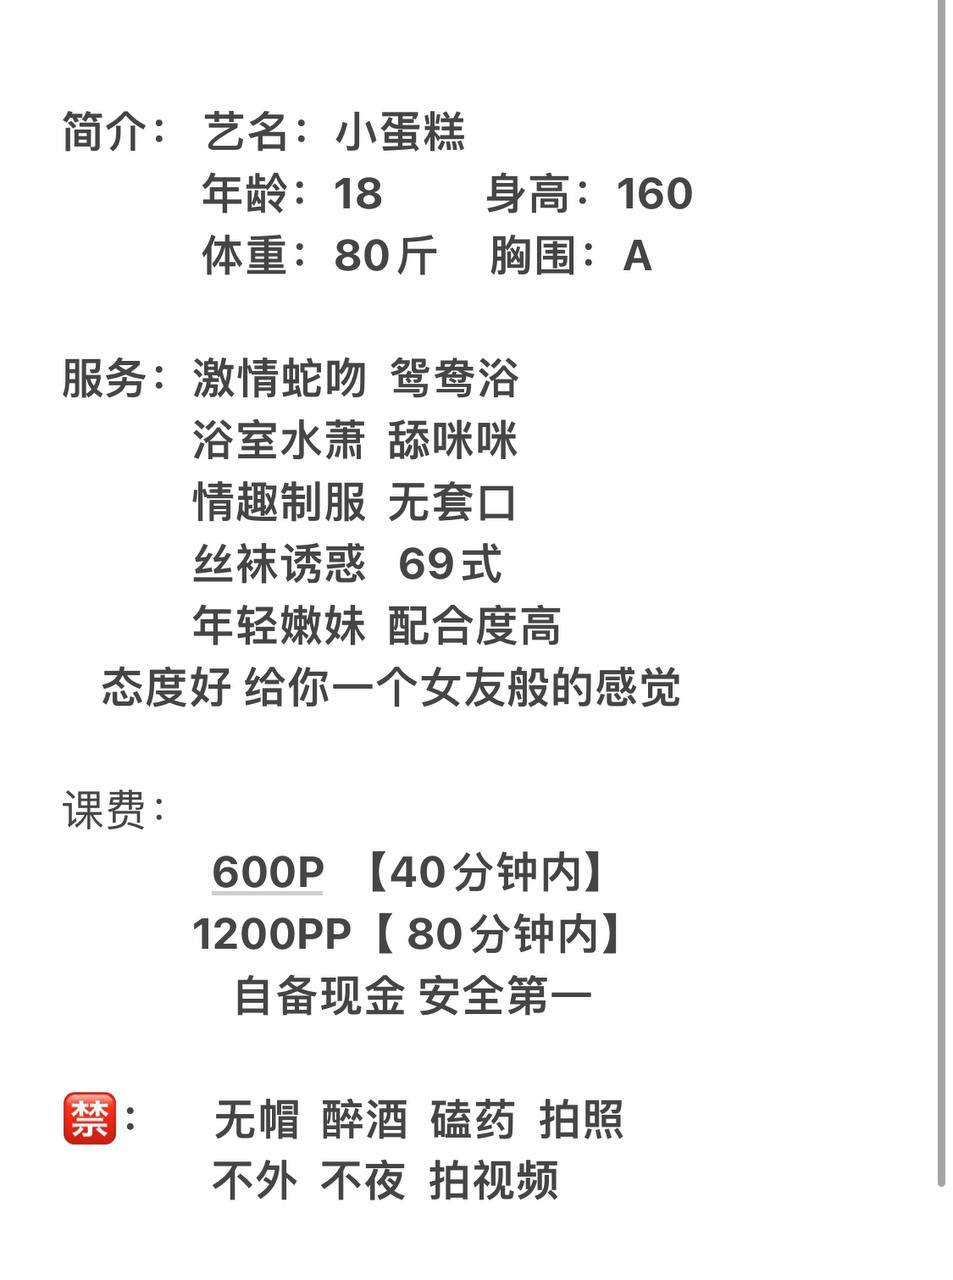 简介： 艺名：小蛋糕
年龄：18 身高：160
体重：80斤 胸围：A
服务：激情蛇吻 鸳鸯浴
浴室水萧 舔咪咪
情趣制服 无套口
丝袜诱惑 69式
年轻嫩妹 配合度高
态度好 给你一个女友般的感觉
课费：
600P 【40分钟内】
1200PP【 80分钟内】
自备现金 安全第一
禁： 无帽 醉酒 磕药 拍照
不外 不夜 拍视频